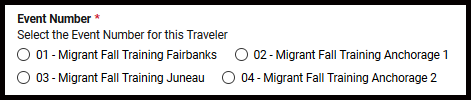 Event Number *
Select the Event Number for this Traveler
01 - Migrant Fall Training Fairbanks 02 - Migrant Fall Training Anchorage 1
03 - Migrant Fall Training Juneau 04 - Migrant Fall Training Anchorage 2